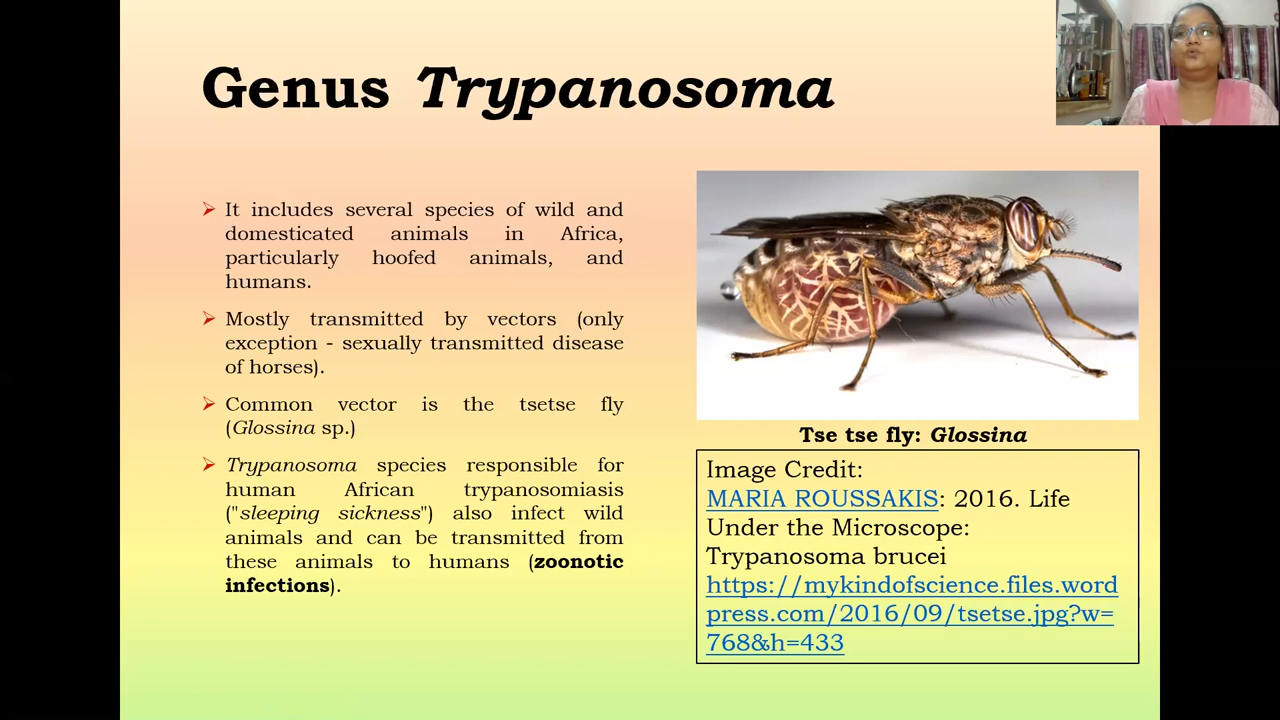 Genus Trypanosoma
➢ It includes several species of wild and
domesticated animals in Africa,
particularly hoofed animals, and
humans.
➢ Mostly transmitted by vectors (only
exception - sexually transmitted disease
of horses).
➢ Common vector is the tsetse fly
(Glossina sp.)
➢ Trypanosoma species responsible for
human African trypanosomiasis
("sleeping sickness") also infect wild
animals and can be transmitted from
these animals to humans (zoonotic
infections).
Tse tse fly: Glossina
Image Credit:
MARIA ROUSSAKIS: 2016. Life
Under the Microscope:
Trypanosoma brucei
https://mykindofscience.files.word
press.com/2016/09/tsetse.jpg?w=
768&h=433